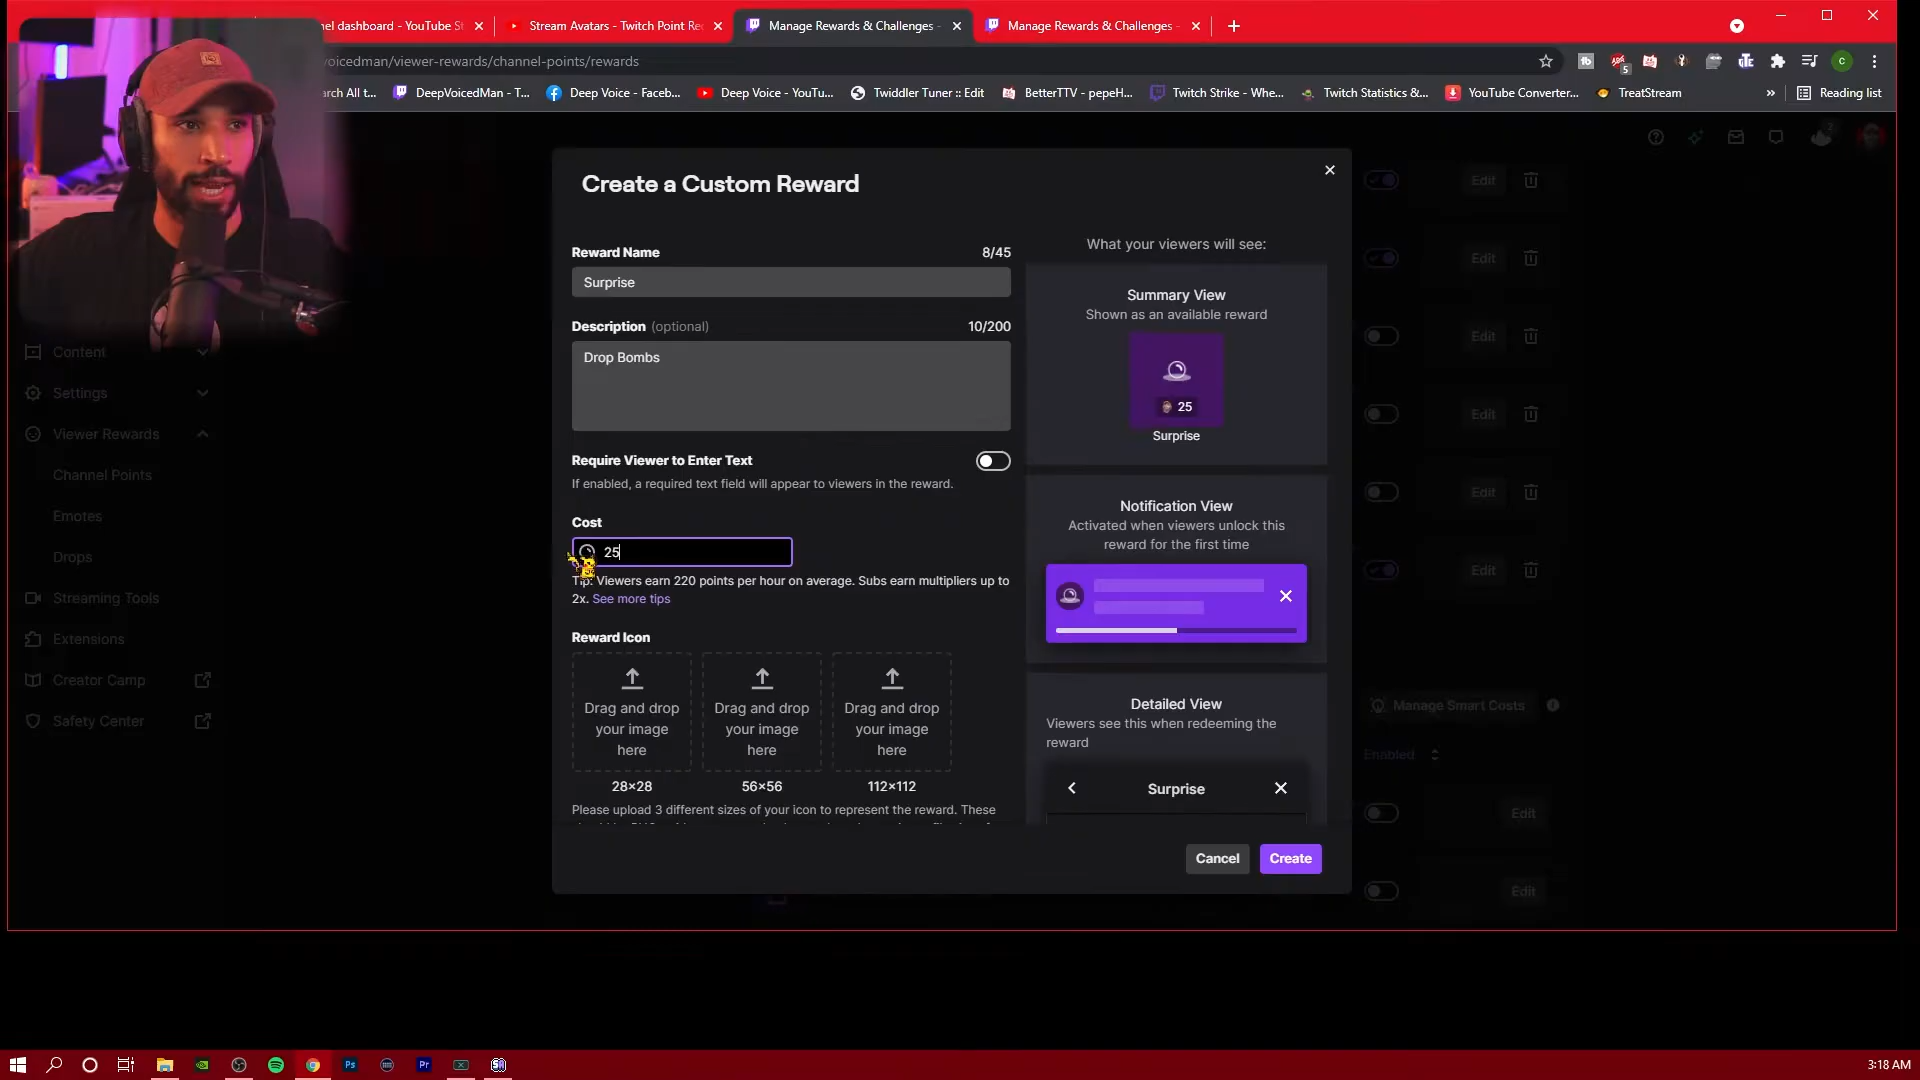 nel dashboard - YouTube St
Stream Avatars - Twitch Point Re
Manage Rewards & Challenges -
Manage Rewards & Challenges -
voicedman/viewer-rewards/channel-points/rewards
5
C
arch All t...
DeepVoicedMan - T...
Deep Voice - Faceb...
Deep Voice - YouTu...
Twiddler Tuner :: Edit
BetterTTV - pepeH...
Twitch Strike - Whe...
Twitch Statistics &...
YouTube Converter...
TreatStream
»
Reading list
Create a Custom Reward
Edit
Reward Name
8/45
What your viewers will see:
Surprise
Edit
Summary View
Shown as an available reward
Description (optional)
10/200
Edit
Content
Drop Bombs
Settings
25
Edit
Viewer Rewards
Surprise
Require Viewer to Enter Text
If enabled, a required text field will appear to viewers in the reward.
Channel Points
Edit
Notification View
Activated when viewers unlock this
reward for the first time
Emotes
Cost
25
Drops
Edit
Tip: Viewers earn 220 points per hour on average. Subs earn multipliers up to
2x. See more tips
Streaming Tools
Extensions
Reward Icon
Creator Camp
Safety Center
Drag and drop
your image
here
Drag and drop
your image
here
Drag and drop
your image
here
Detailed View
Viewers see this when redeeming the
reward
Manage Smart Costs
Enabled
28×28
56×56
112×112
Surprise
Please upload 3 different sizes of your icon to represent the reward. These
Edit
Cancel
Create
Edit
Ps
Pr
3:18 AM